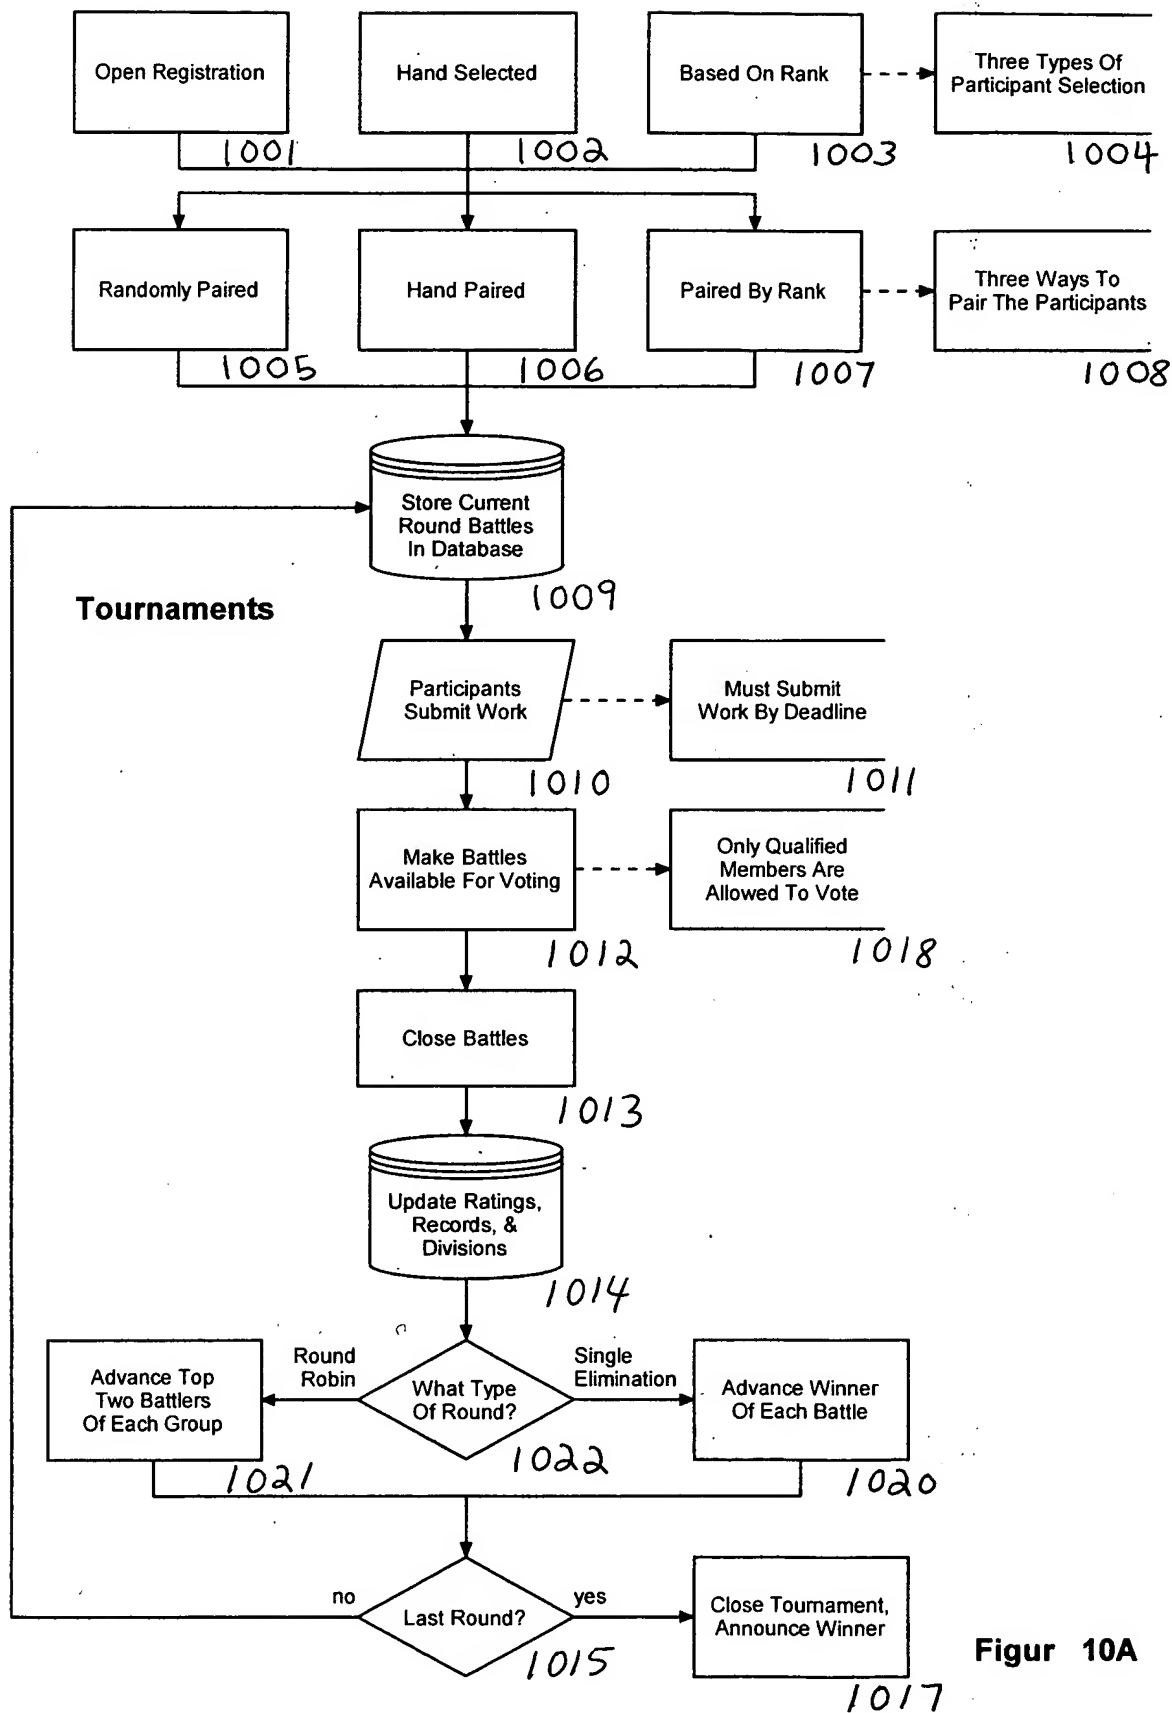 Open Registration
1001
Hand Selected
1002
Based On Rank
1003
Three Types Of
Participant Selection
1004
Randomly Paired
1005
Hand Paired
1006
Paired By Rank
1007
Three Ways To
Pair The Participants
1008
Store Current
Round Battles
In Database
1009
Tournaments
Participants
Submit Work
1010
Must Submit
Work By Deadline
1011
Make Battles
Available For Voting
1012
Only Qualified
Members Are
Allowed To Vote
1018
Close Battles
1013
Update Ratings,
Records, &
Divisions
1014
Advance Top
Two Battlers
Of Each Group
1021
Round
Robin
What Type
Of Round?
1022
Single
Elimination
Advance Winner
Of Each Battle
1020
no
Last Round?
1015
yes
Close Tournament,
Announce Winner
1017
Figur 10A